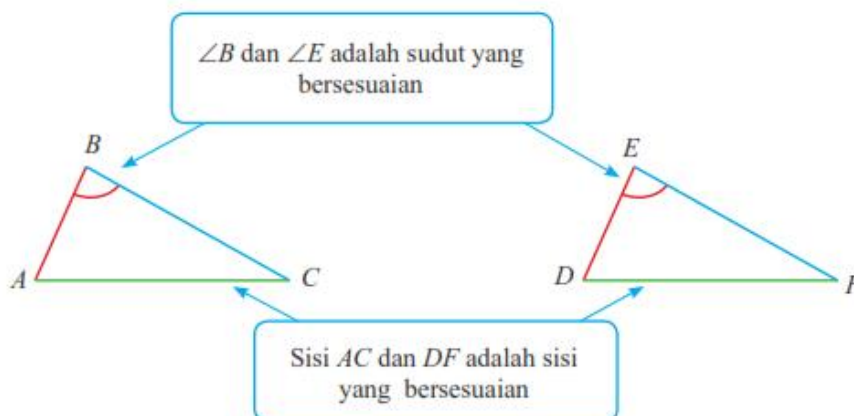 ∠B dan ∠E adalah sudut yang
bersesuaian
B
E
A
C
D
Sisi AC dan DF adalah sisi
yang bersesuaian